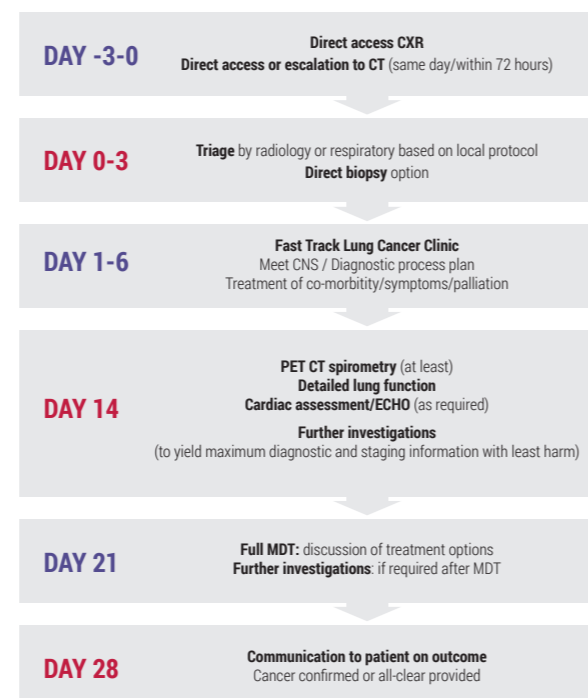 DAY -3-0
Direct access CXR
Direct access or escalation to CT (same day/within 72 hours)
DAY 0-3
Triage by radiology or respiratory based on local protocol
Direct biopsy option
DAY 1-6
Fast Track Lung Cancer Clinic
Meet CNS / Diagnostic process plan
Treatment of co-morbitity/symptoms/palliation
DAY 14
PET CT spirometry (at least)
Detailed lung function
Cardiac assessment/ECHO (as required)
Further investigations
(to yield maximum diagnostic and staging information with least harm)
DAY 21
Full MDT: discussion of treatment options
Further investigations: if required after MDT
DAY 28
Communication to patient on outcome
Cancer confirmed or all-clear provided